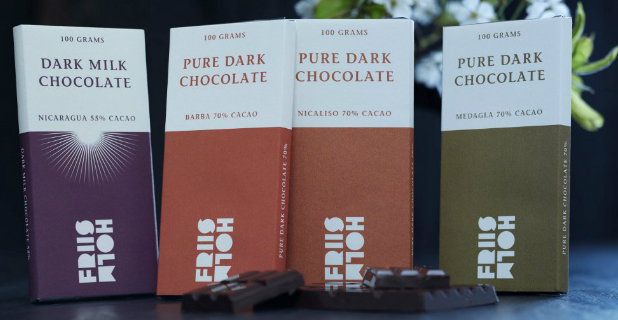 100 GRAMS
DARK MILK
CHOCOLATE
NICARAGUA 55% CACAO
FRIIS
HOLM
100 GRAMS
PURE DARK
CHOCOLATE
BARBA 70% CACAO
FRIIS
HOLM
PURE DARK CHOCOLATE 70%
100 GRAMS
PURE DARK
CHOCOLATE
NICALISO 70% CACAO
FRIIS
HOLM
100 GRAMS
PURE DARK
CHOCOLATE
MEDAGLA 70% CACAO
FRIIS
HOLM
PURE DARK CHOCOLATE 70%